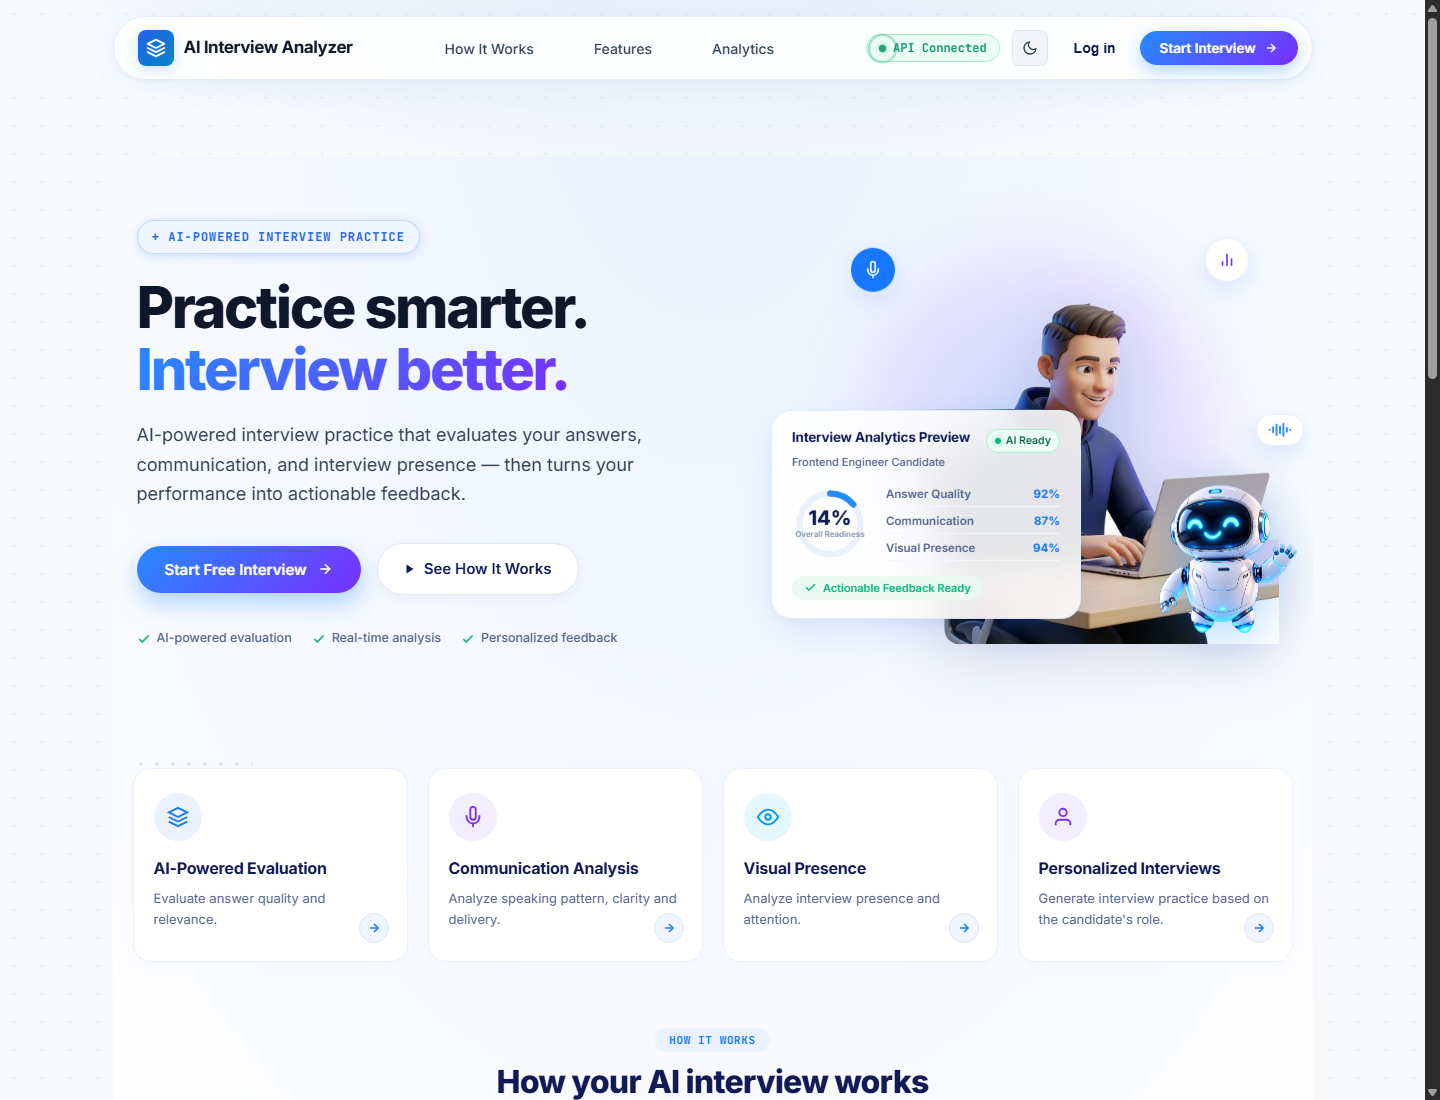 AI Interview Analyzer
How It Works
Features
Analytics
API Connected
Log in
Start Interview
+ AI-POWERED INTERVIEW PRACTICE
Practice smarter.
Interview better.
AI-powered interview practice that evaluates your answers,
communication, and interview presence — then turns your
performance into actionable feedback.
Start Free Interview
See How It Works
AI-powered evaluation
Real-time analysis
Personalized feedback
Interview Analytics Preview
AI Ready
Frontend Engineer Candidate
14%
Overall Readiness
Answer Quality 92%
Communication 87%
Visual Presence 94%
Actionable Feedback Ready
AI-Powered Evaluation
Evaluate answer quality and
relevance.
Communication Analysis
Analyze speaking pattern, clarity and
delivery.
Visual Presence
Analyze interview presence and
attention.
Personalized Interviews
Generate interview practice based on
the candidate's role.
HOW IT WORKS
How your AI interview works